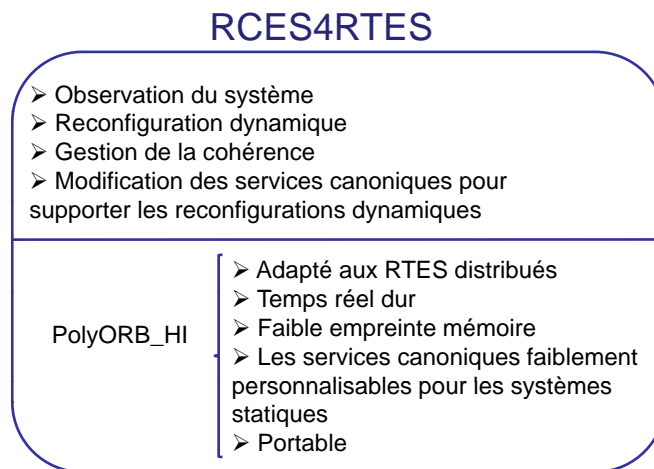 RCES4RTES
➢ Observation du système
➢ Reconfiguration dynamique
➢ Gestion de la cohérence
➢ Modification des services canoniques pour
supporter les reconfigurations dynamiques
PolyORB_HI
➢ Adapté aux RTES distribués
➢ Temps réel dur
➢ Faible empreinte mémoire
➢ Les services canoniques faiblement
personnalisables pour les systèmes
statiques
➢ Portable